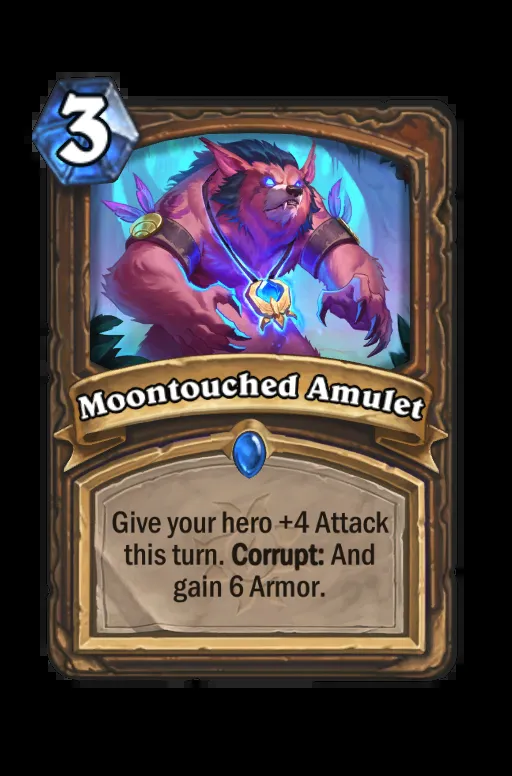 3
Moontouched Amulet
Give your hero +4 Attack
this turn. Corrupt: And
gain 6 Armor.